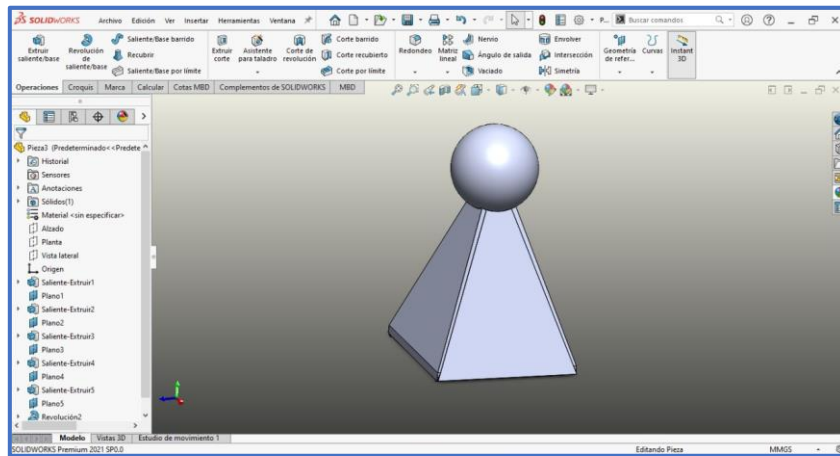 SOLIDWORKS Archivo Edición Ver Insertar Herramientas Ventana P... Buscar comandos
Extruir saliente/base
Revolución de saliente/base
Saliente/Base barrido
Recubrir
Saliente/Base por límite
Extruir corte
Asistente para taladro
Corte de revolución
Corte barrido
Corte recubierto
Corte por límite
Redondeo
Matriz lineal
Nervio
Ángulo de salida
Vaciado
Envolver
Intersección
Simetría
Geometría de refer...
Curvas
Instant 3D
Operaciones Croquis Marca Calcular Cotas MBD Complementos de SOLIDWORKS MBD
Pieza3 (Predeterminado<<Predete
Historial
Sensores
Anotaciones
Sólidos(1)
Material <sin especificar>
Alzado
Planta
Vista lateral
Origen
Saliente-Extruir1
Plano1
Saliente-Extruir2
Plano2
Saliente-Extruir3
Plano3
Saliente-Extruir4
Plano4
Saliente-Extruir5
Plano5
Revolución2
Modelo Vistas 3D Estudio de movimiento 1
SOLIDWORKS Premium 2021 SP0.0 Editando Pieza MMGS